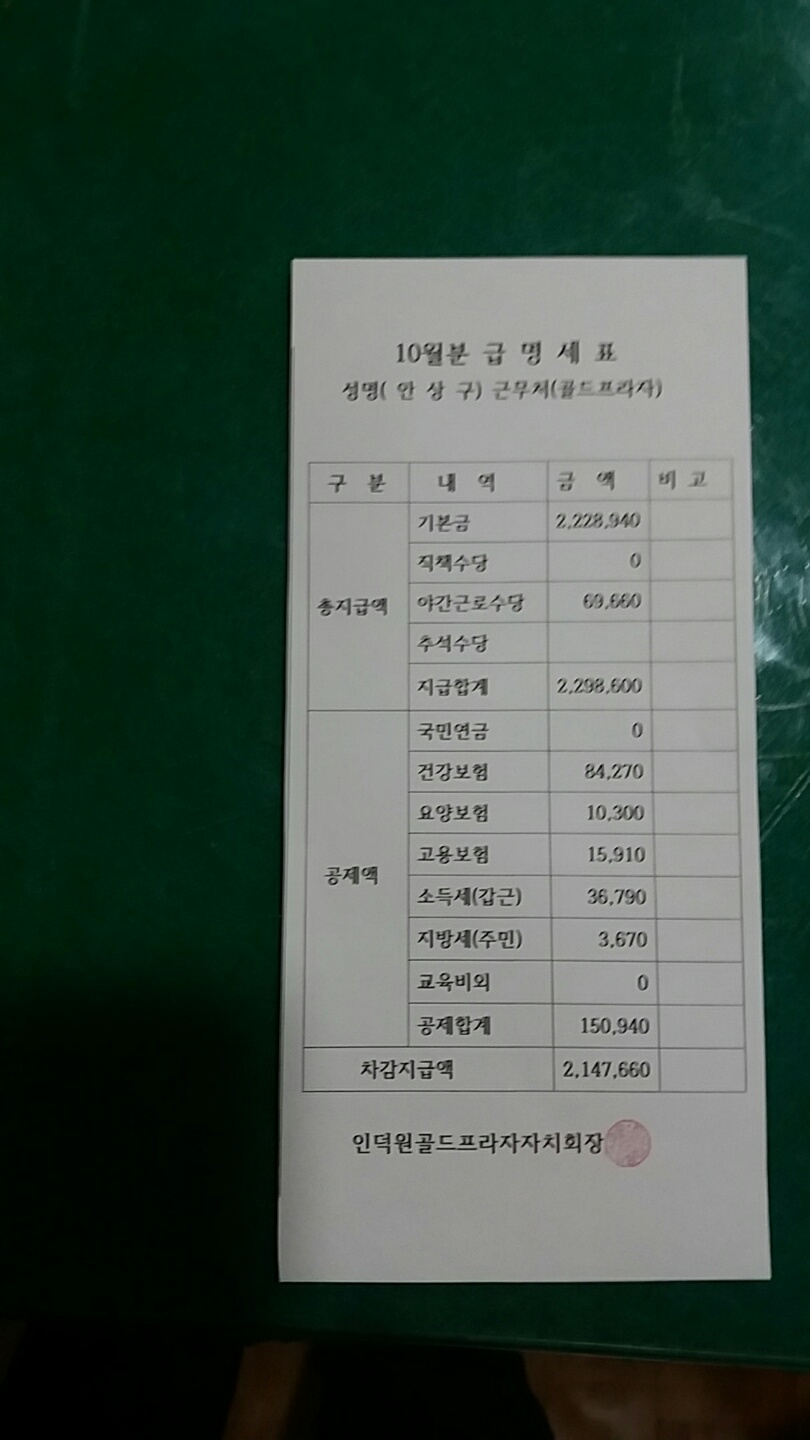 10월분 급 명 세 표
성명( 안 상 구) 근무처(골드프라자)
구 분 내 역 금 액 비 고
총지급액
기본금 2,228,940
직책수당 0
야간근로수당 69,660
추석수당
지급합계 2,298,600
공제액
국민연금 0
건강보험 84,270
요양보험 10,300
고용보험 15,910
소득세(갑근) 36,790
지방세(주민) 3,670
교육비외 0
공제합계 150,940
차감지급액 2,147,660
인덕원골드프라자자치회장